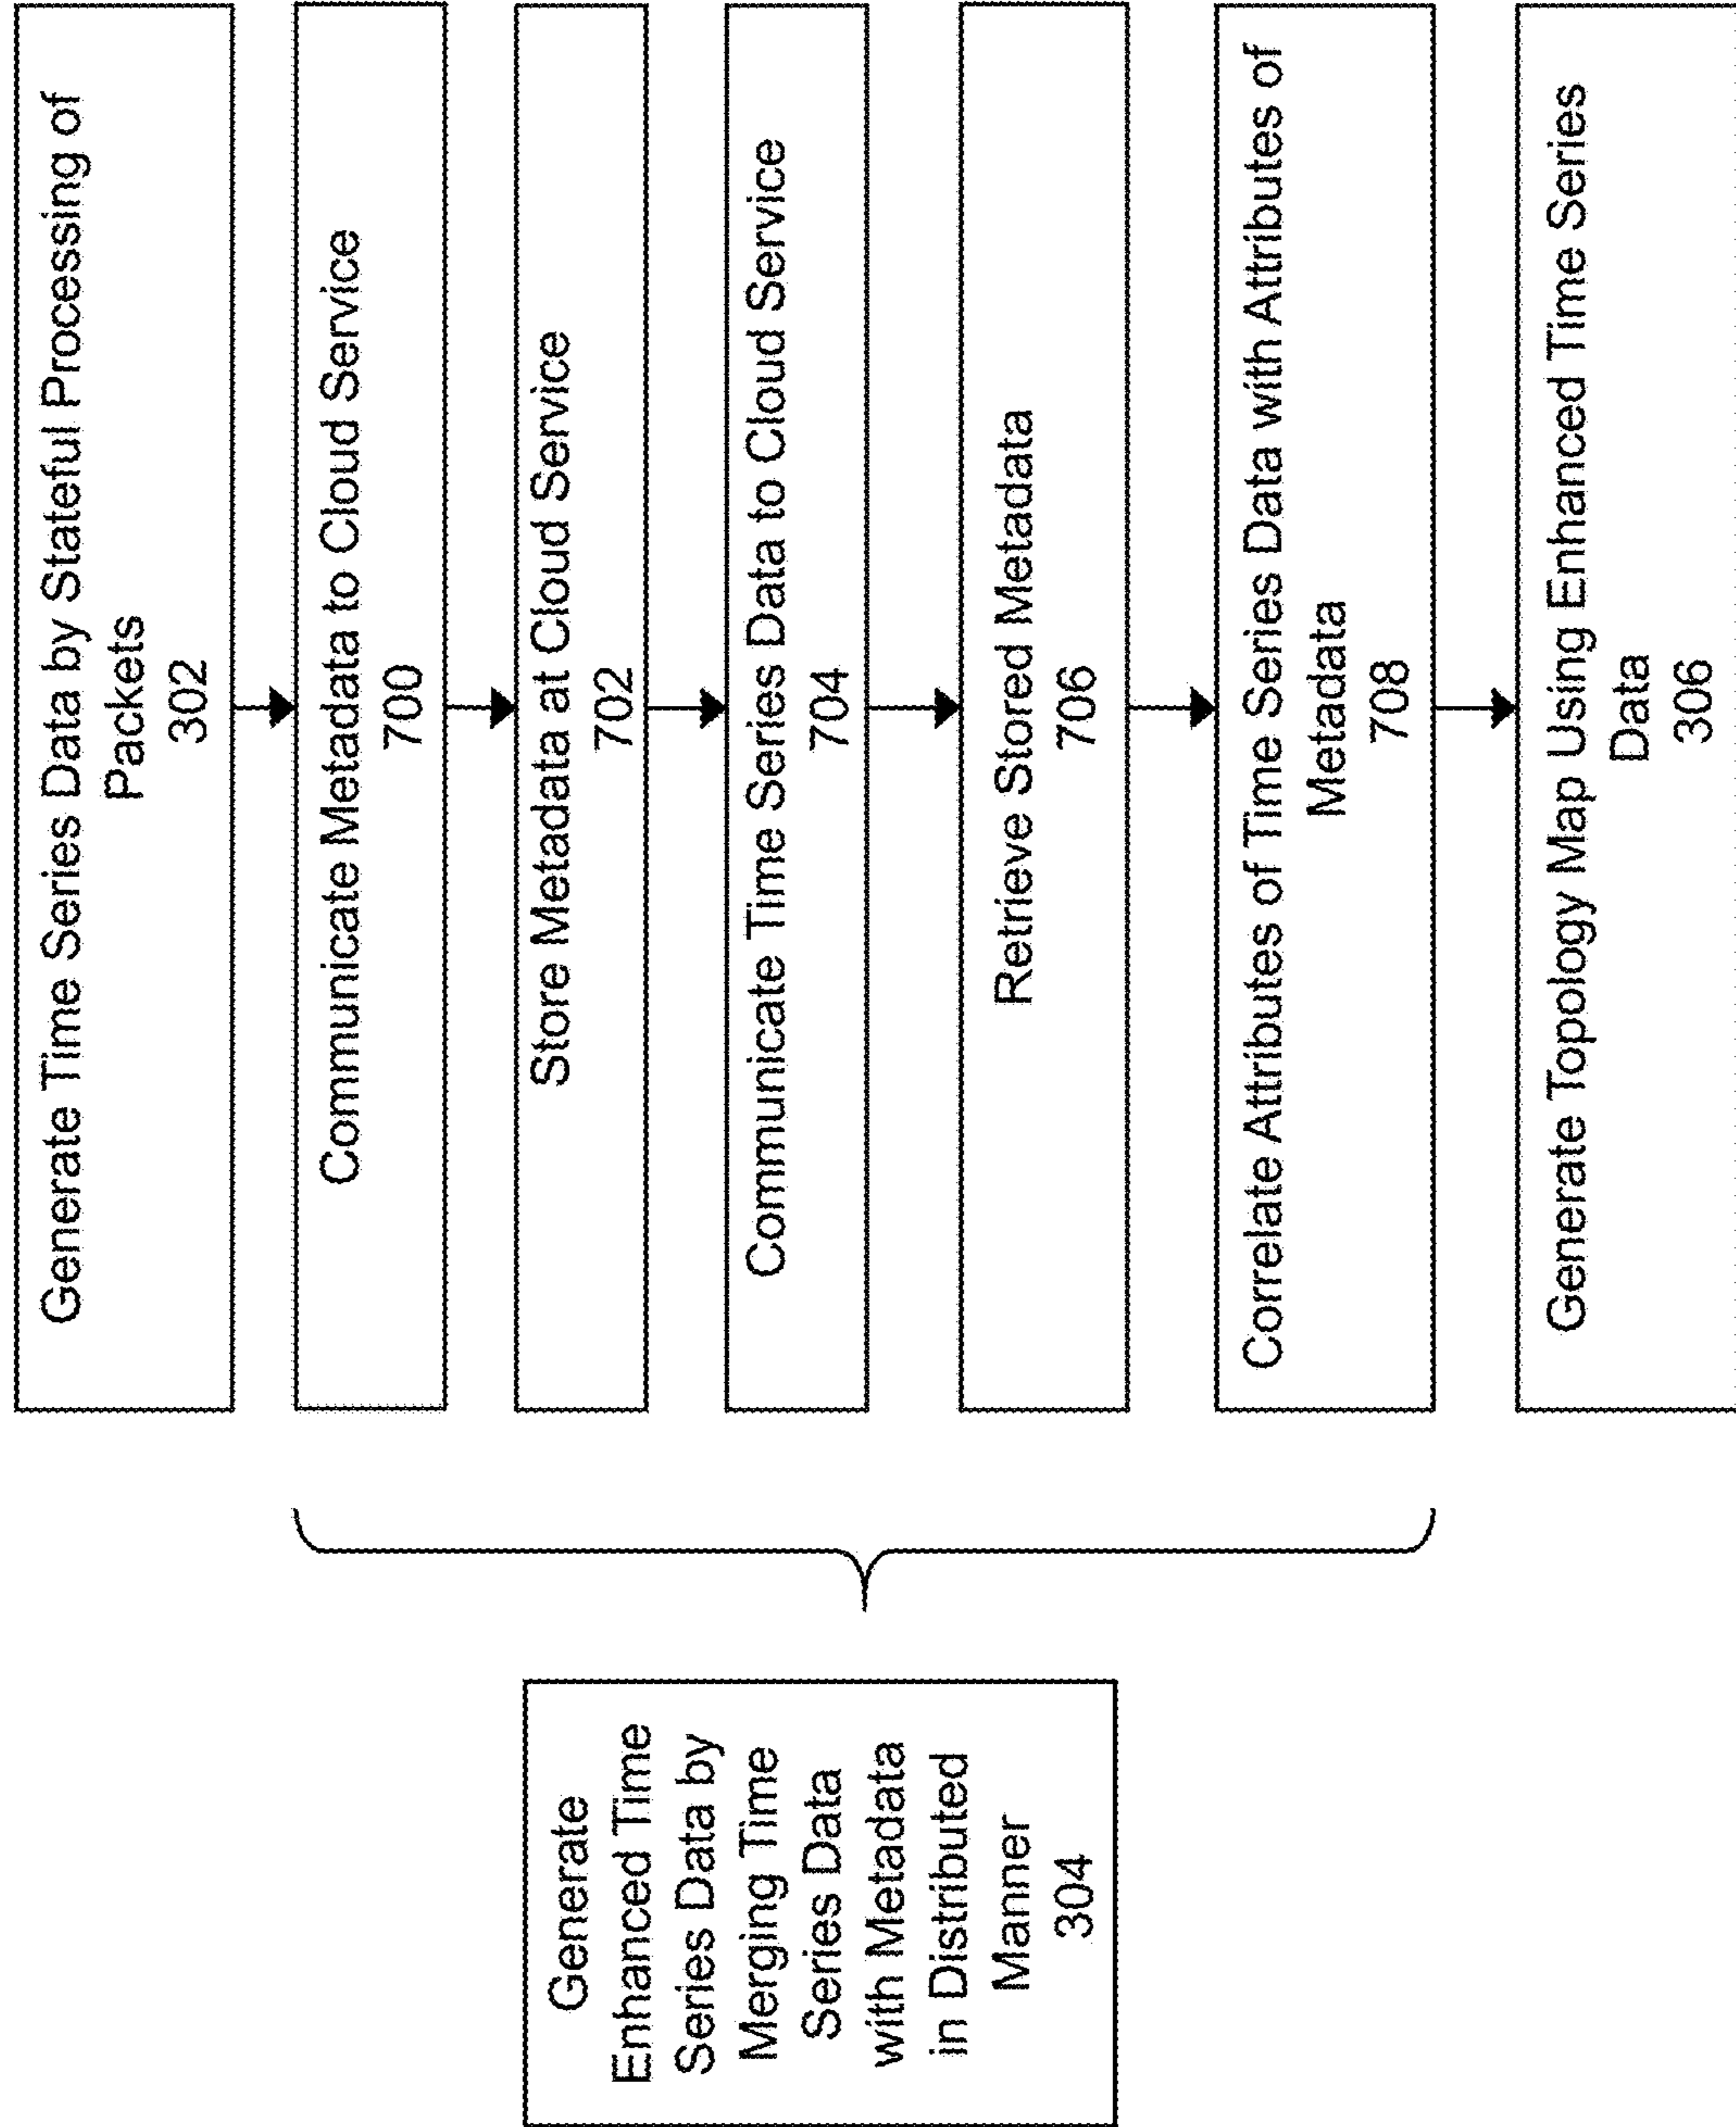 Generate Time Series Data by Stateful Processing of
Packets
302
Communicate Metadata to Cloud Service
700
Store Metadata at Cloud Service
702
Communicate Time Series Data to Cloud Service
704
Retrieve Stored Metadata
706
Correlate Attributes of Time Series Data with Attributes of
Metadata
708
Generate Topology Map Using Enhanced Time Series
Data
306
Generate
Enhanced Time
Series Data by
Merging Time
Series Data
with Metadata
in Distributed
Manner
304